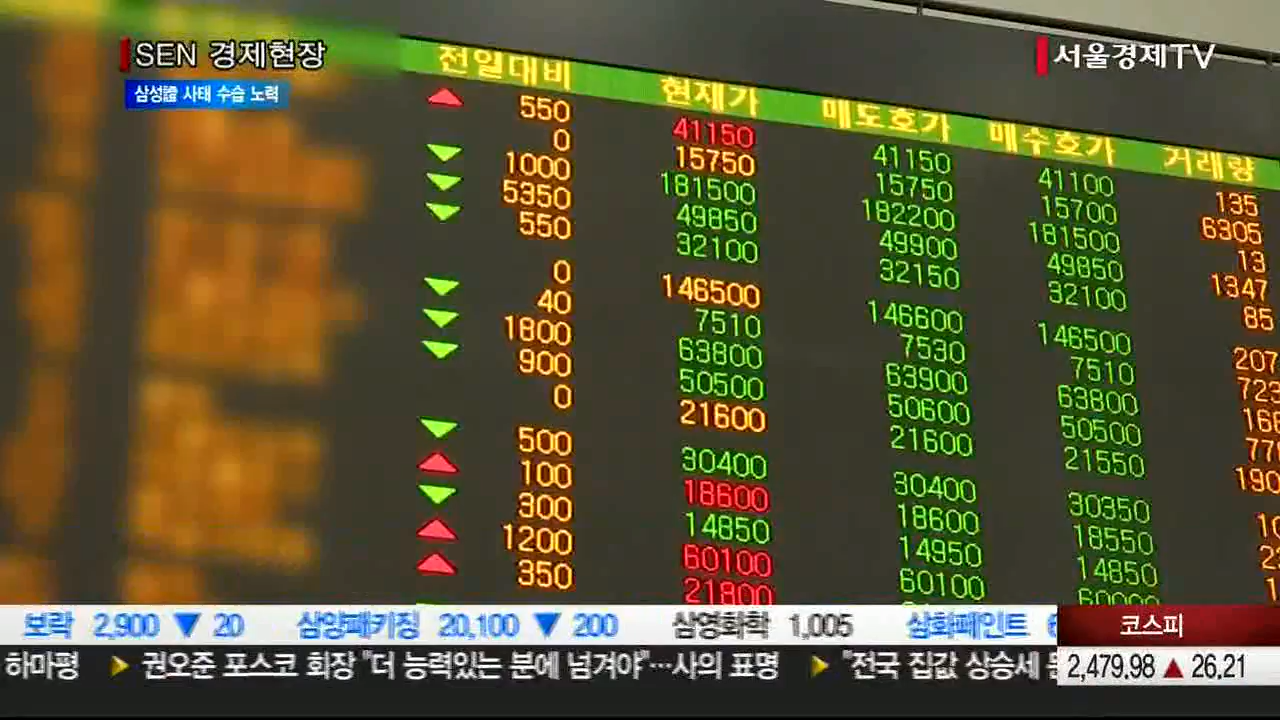 SEN 경제현장
서울경제TV
삼성證 사태 수습 노력
전일대비 현재가 매도호가 매수호가 거래량
550 41150 41150 41100 135
0 15750 15750 15700 6305
1000 181500 182200 181500 13
5350 49850 49900 49850 1347
550 32100 32150 32100 85
0 146500 146600 146500 207
40 7510 7530 7510 723
1800 63800 63900 63800 166
900 50500 50600 50500
0 21600 21600 21550 190
500 30400 30400 30350
100 18600 18600 18550
300 14850 14950 14850
1200 60100 60100 60000
350 21800
보락 2,900 ▼ 20 삼양패키징 20,100 ▼ 200 삼영화학 1,005 삼화페인트
코스피
하마평 ▶ 권오준 포스코 회장 "더 능력있는 분에 넘겨야"…사의 표명 ▶ "전국 집값 상승세
2,479.98 ▲ 26.21